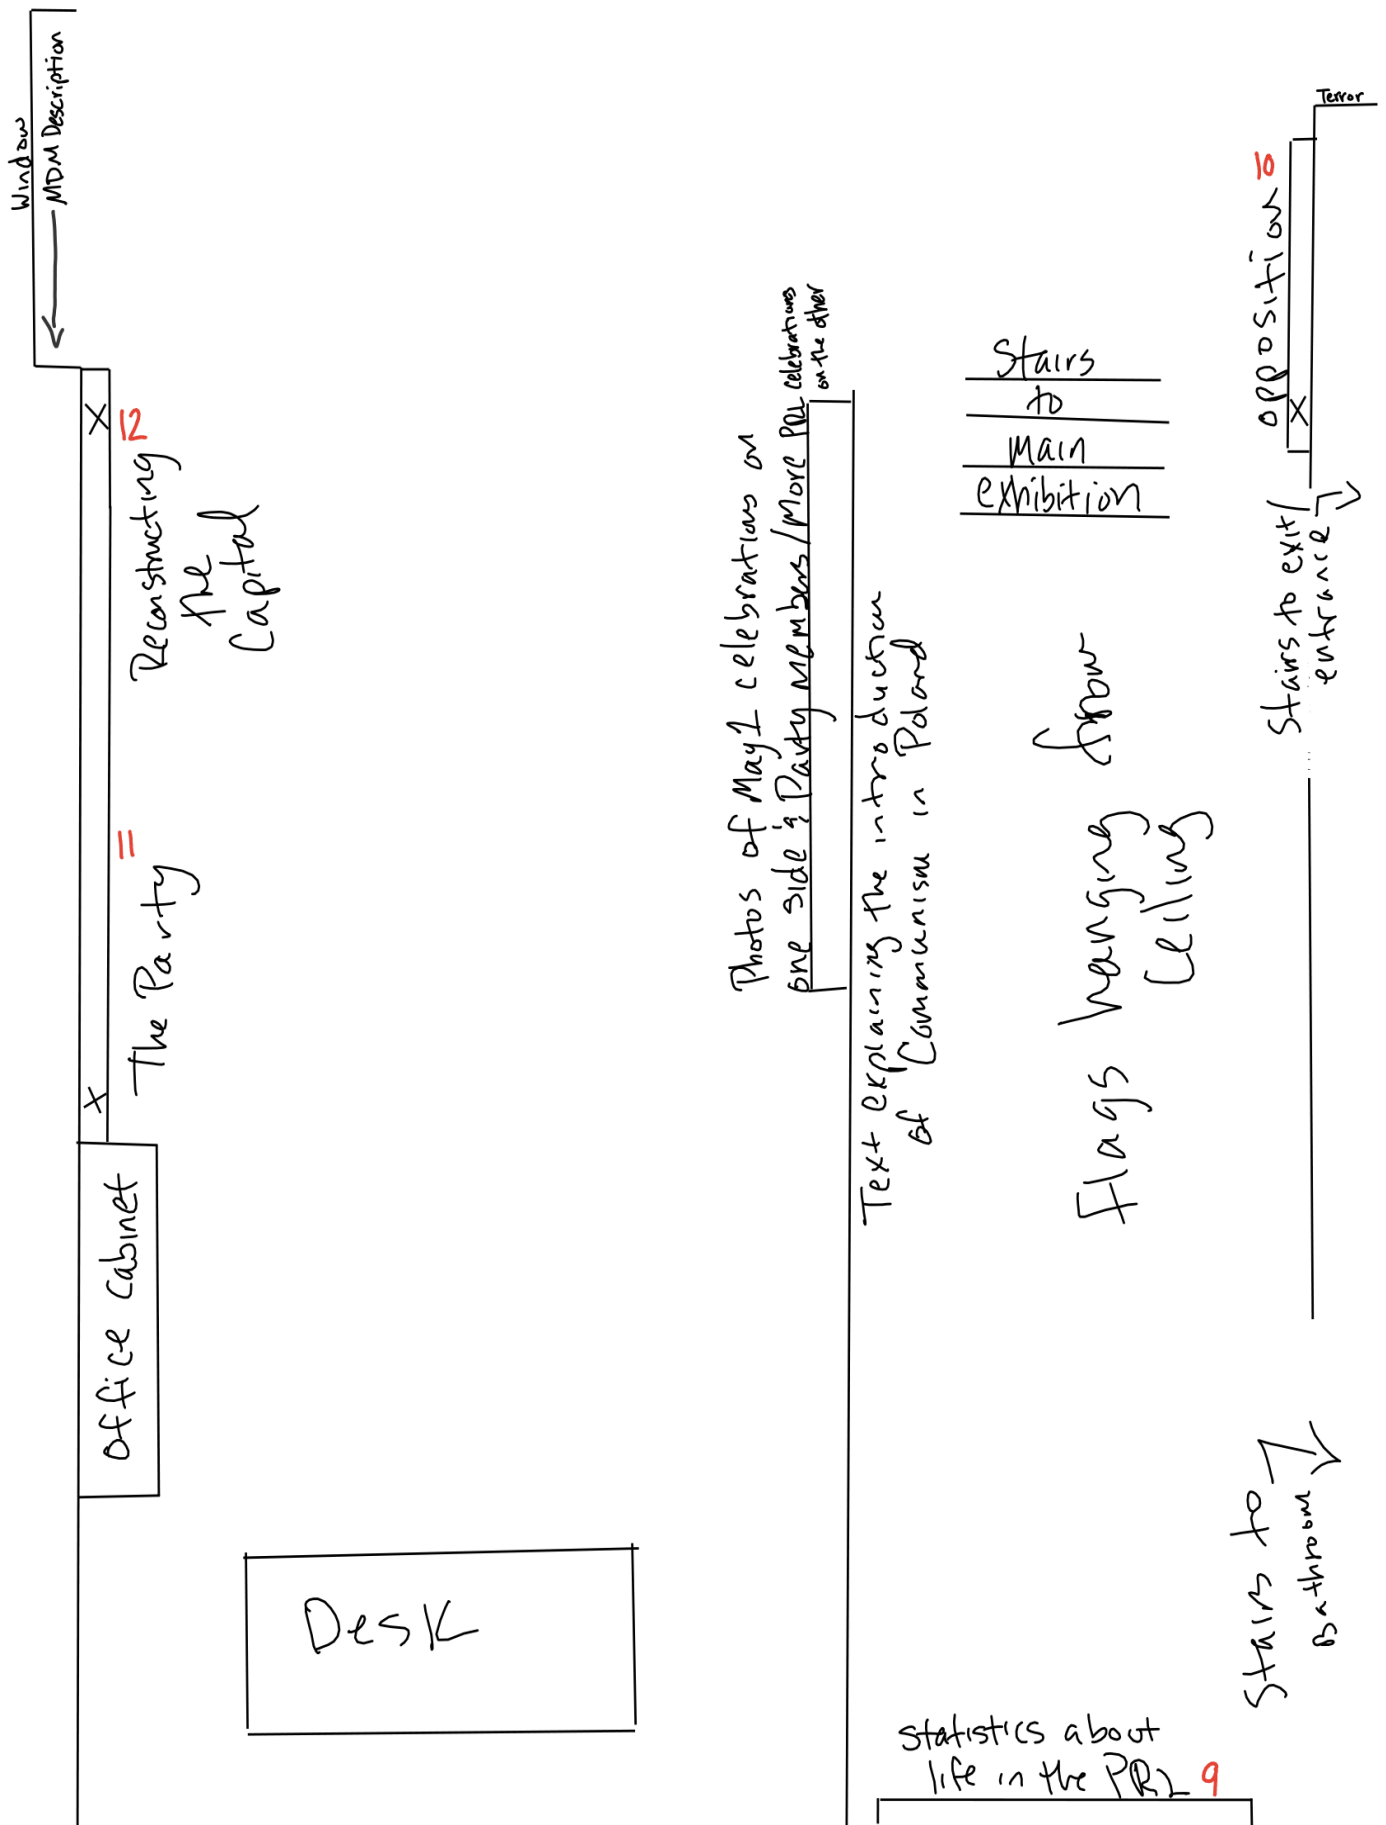 Terror
Window
MDM Description
10
Opposition
X
Stairs
to
main
exhibition
X
12
Reconstructing
the
Capital
Photos of May 1 celebrations on
one side & Party members/More PRL celebrations
on the other
Text explaining the introduction
of Communism in Poland
Flags hanging from
Ceiling
Stairs to exit/
entrance
11
The Party
X
Office Cabinet
Stairs to
Bathroom
Desk
statistics about
life in the PRL 9